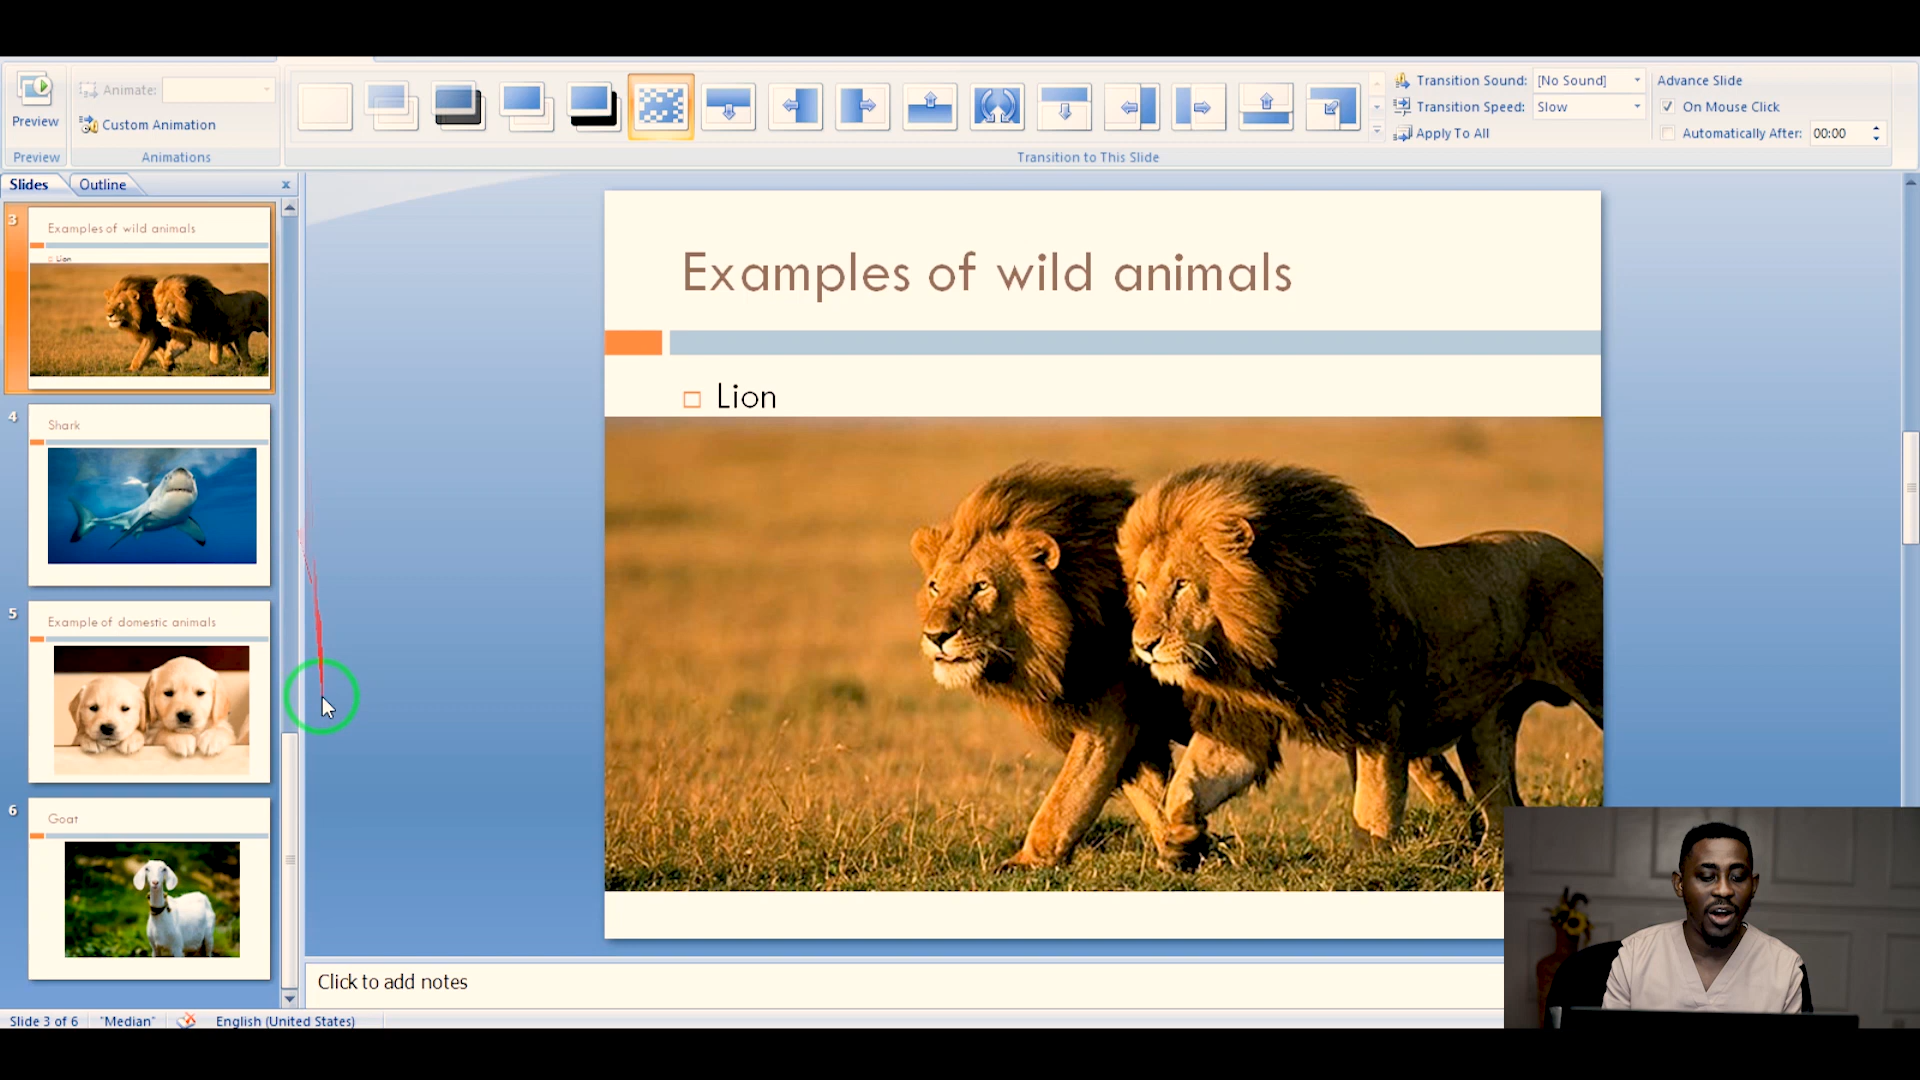 Preview
Animate:
Custom Animation
Preview
Animations
Transition Sound: [No Sound]
Transition Speed: Slow
Apply To All
Advance Slide
On Mouse Click
Automatically After: 00:00
Transition to This Slide
Slides
Outline
x
3
Examples of wild animals
Lion
4
Shark
5
Example of domestic animals
6
Goat
Examples of wild animals
Lion
Click to add notes
Slide 3 of 6
"Median"
English (United States)